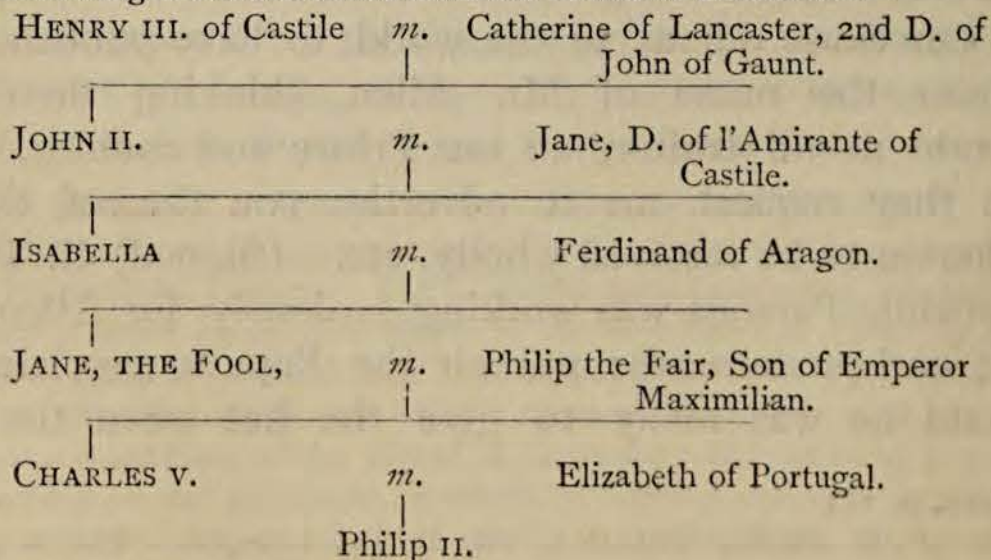 HENRY III. of Castile m. Catherine of Lancaster, 2nd D. of
John of Gaunt.
JOHN II. m. Jane, D. of l'Amirante of
Castile.
ISABELLA m. Ferdinand of Aragon.
JANE, THE FOOL, m. Philip the Fair, Son of Emperor
Maximilian.
CHARLES V. m. Elizabeth of Portugal.
Philip II.